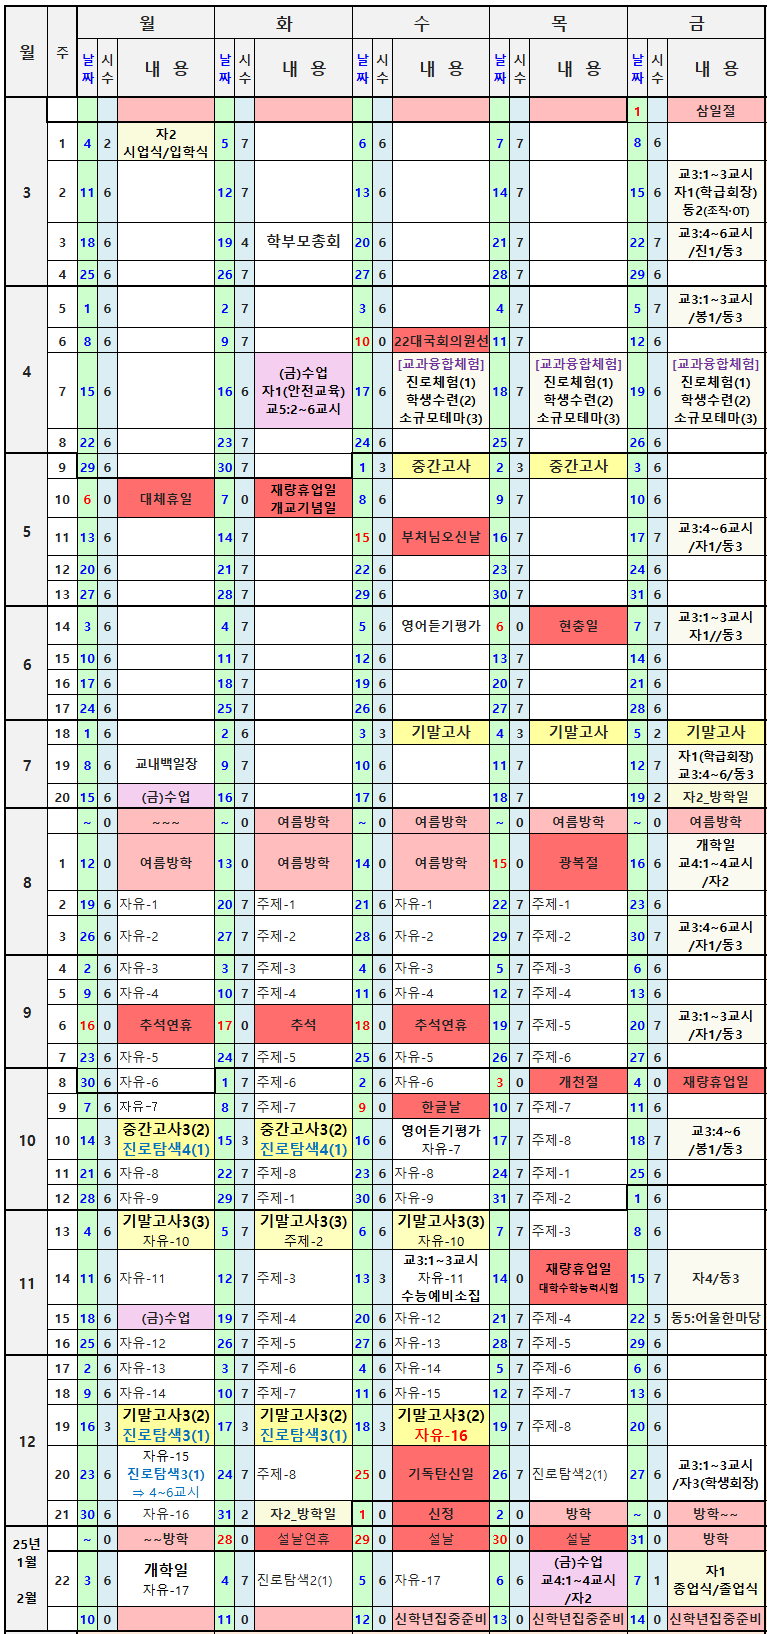 월 주 월 화 수 목 금
날짜 시수 내 용 날짜 시수 내 용 날짜 시수 내 용 날짜 시수 내 용 날짜 시수 내 용
3
1 삼일절
1 4 2 자2 시업식/입학식 5 7 6 6 7 7 8 6
2 11 6 12 7 13 6 14 7 15 6 교3:1~3교시 자1(학급회장) 동2(조직·OT)
3 18 6 19 4 학부모총회 20 6 21 7 22 7 교3:4~6교시 /진1/동3
4 25 6 26 7 27 6 28 7 29 6
4
5 1 6 2 7 3 6 4 7 5 7 교3:1~3교시 /봉1/동3
6 8 6 9 7 10 0 22대국회의원선 11 7 12 6
7 15 6 16 6 (금)수업 자1(안전교육) 교5:2~6교시 17 6 [교과융합체험] 진로체험(1) 학생수련(2) 소규모테마(3) 18 7 [교과융합체험] 진로체험(1) 학생수련(2) 소규모테마(3) 19 6 [교과융합체험] 진로체험(1) 학생수련(2) 소규모테마(3)
8 22 6 23 7 24 6 25 7 26 6
5
9 29 6 30 7 1 3 중간고사 2 3 중간고사 3 6
10 6 0 대체휴일 7 0 재량휴업일 개교기념일 8 6 9 7 10 6
11 13 6 14 7 15 0 부처님오신날 16 7 17 7 교3:4~6교시 /자1/동3
12 20 6 21 7 22 6 23 7 24 6
13 27 6 28 7 29 6 30 7 31 6
6
14 3 6 4 7 5 6 영어듣기평가 6 0 현충일 7 7 교3:1~3교시 자1//동3
15 10 6 11 7 12 6 13 7 14 6
16 17 6 18 7 19 6 20 7 21 6
17 24 6 25 7 26 6 27 7 28 6
7
18 1 6 2 6 3 3 기말고사 4 3 기말고사 5 2 기말고사
19 8 6 교내백일장 9 7 10 6 11 7 12 7 자1(학급회장) 교3:4~6/동3
20 15 6 (금)수업 16 7 17 6 18 7 19 2 자2_방학일
8
~ 0 ~~~ ~ 0 여름방학 ~ 0 여름방학 ~ 0 여름방학 ~ 0 여름방학
1 12 0 여름방학 13 0 여름방학 14 0 여름방학 15 0 광복절 16 6 개학일 교4:1~4교시 /자2
2 19 6 자유-1 20 7 주제-1 21 6 자유-1 22 7 주제-1 23 6
3 26 6 자유-2 27 7 주제-2 28 6 자유-2 29 7 주제-2 30 7 교3:4~6교시 /자1/동3
9
4 2 6 자유-3 3 7 주제-3 4 6 자유-3 5 7 주제-3 6 6
5 9 6 자유-4 10 7 주제-4 11 6 자유-4 12 7 주제-4 13 6
6 16 0 추석연휴 17 0 추석 18 0 추석연휴 19 7 주제-5 20 7 교3:1~3교시 /자1/동3
7 23 6 자유-5 24 7 주제-5 25 6 자유-5 26 7 주제-6 27 6
10
8 30 6 자유-6 1 7 주제-6 2 6 자유-6 3 0 개천절 4 0 재량휴업일
9 7 6 자유-7 8 7 주제-7 9 0 한글날 10 7 주제-7 11 6
10 14 3 중간고사3(2) 진로탐색4(1) 15 3 중간고사3(2) 진로탐색4(1) 16 6 영어듣기평가 자유-7 17 7 주제-8 18 7 교3:4~6 /봉1/동3
11 21 6 자유-8 22 7 주제-8 23 6 자유-8 24 7 주제-1 25 6
12 28 6 자유-9 29 7 주제-1 30 6 자유-9 31 7 주제-2 1 6
11
13 4 6 기말고사3(3) 자유-10 5 7 기말고사3(3) 주제-2 6 6 기말고사3(3) 자유-10 7 7 주제-3 8 6
14 11 6 자유-11 12 7 주제-3 13 3 교3:1~3교시 자유-11 수능예비소집 14 0 재량휴업일 대학수학능력시험 15 7 자4/동3
15 18 6 (금)수업 19 7 주제-4 20 6 자유-12 21 7 주제-4 22 5 동5:어울한마당
16 25 6 자유-12 26 7 주제-5 27 6 자유-13 28 7 주제-5 29 6
12
17 2 6 자유-13 3 7 주제-6 4 6 자유-14 5 7 주제-6 6 6
18 9 6 자유-14 10 7 주제-7 11 6 자유-15 12 7 주제-7 13 6
19 16 3 기말고사3(2) 진로탐색3(1) 17 3 기말고사3(2) 진로탐색3(1) 18 3 기말고사3(2) 자유-16 19 7 주제-8 20 6
20 23 6 자유-15 진로탐색3(1) ⇒ 4~6교시 24 7 주제-8 25 0 기독탄신일 26 7 진로탐색2(1) 27 6 교3:1~3교시 /자3(학생회장)
21 30 6 자유-16 31 2 자2_방학일 1 0 신정 2 0 방학 ~ 0 방학~~
25년 1월 2월
~ 0 ~~방학 28 0 설날연휴 29 0 설날 30 0 설날 31 0 방학
22 3 6 개학일 자유-17 4 7 진로탐색2(1) 5 6 자유-17 6 6 (금)수업 교4:1~4교시 /자2 7 1 자1 종업식/졸업식
10 0 11 0 12 0 신학년집중준비 13 0 신학년집중준비 14 0 신학년집중준비